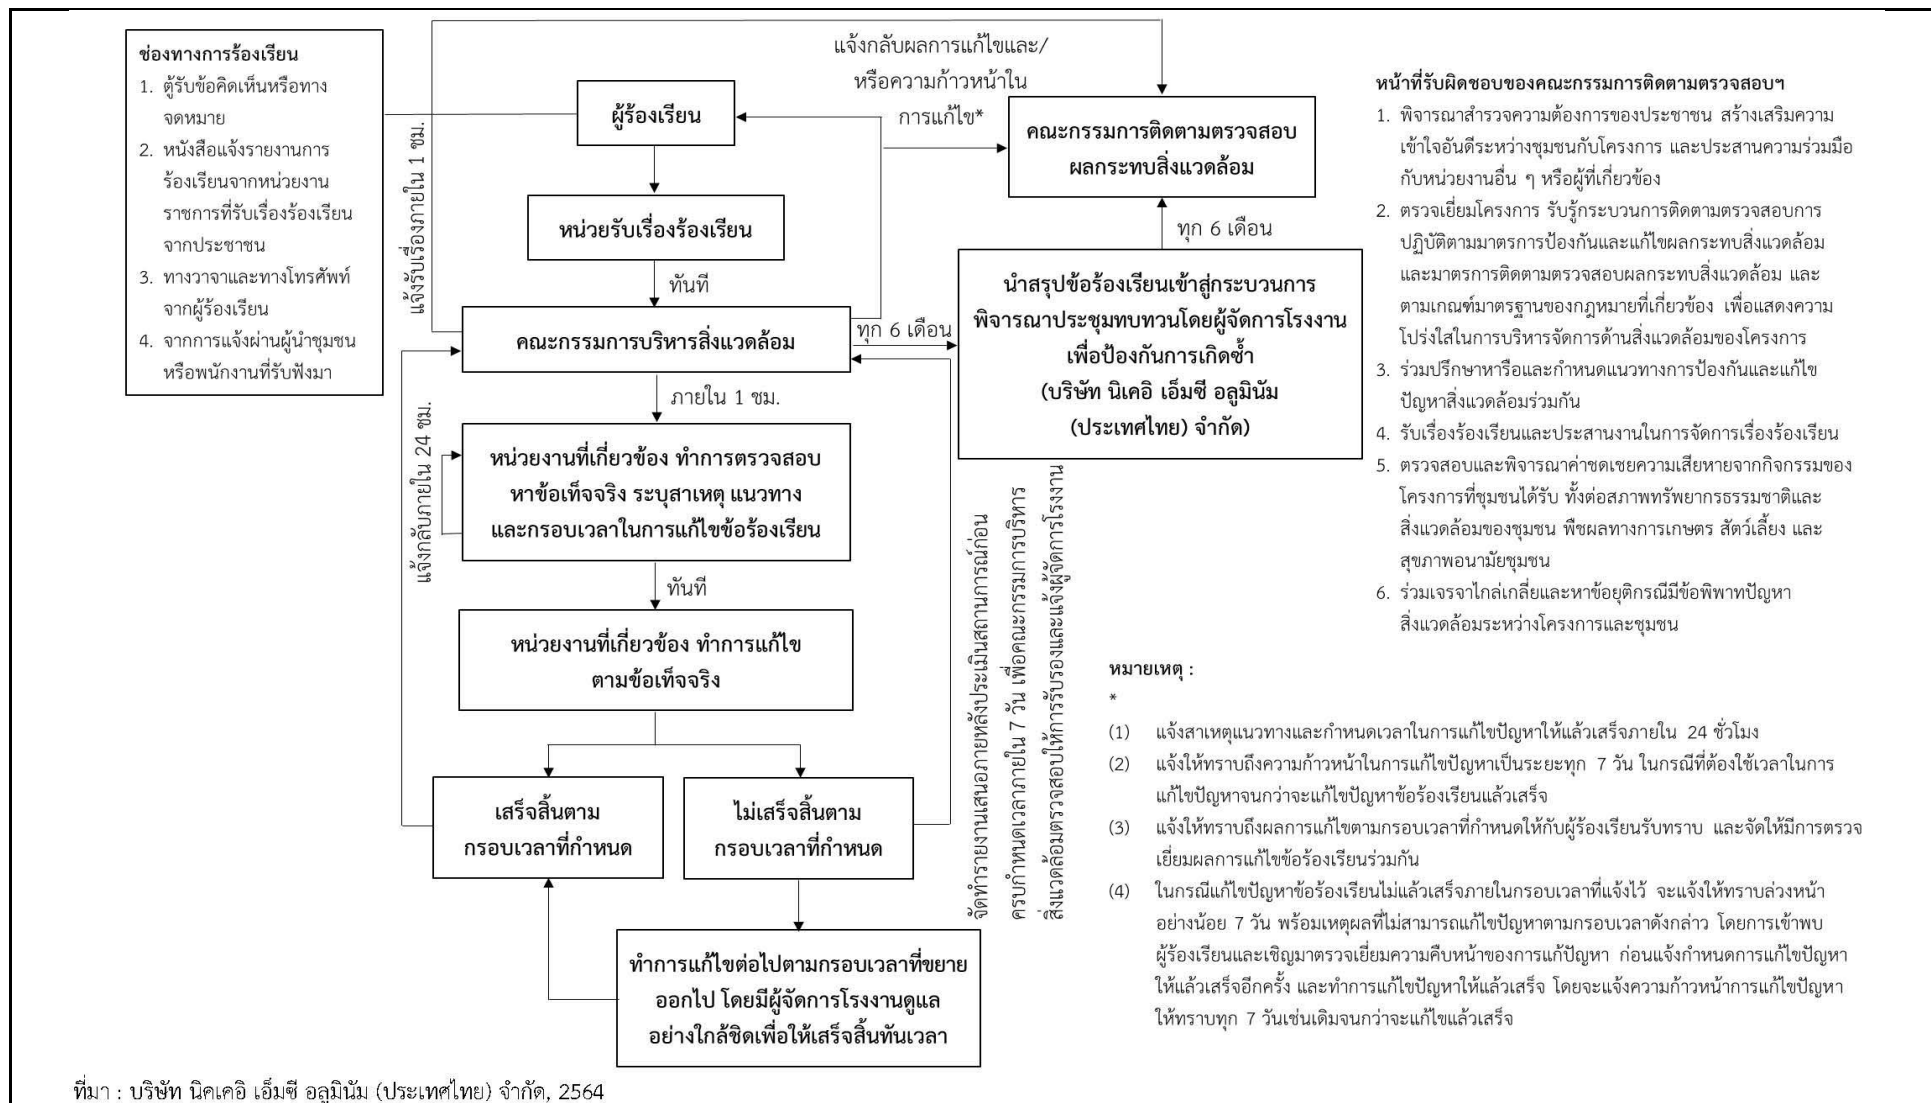 ช่องทางการร้องเรียน
1. ตู้รับข้อคิดเห็นหรือทาง
จดหมาย
2. หนังสือแจ้งรายงานการ
ร้องเรียนจากหน่วยงาน
ราชการที่รับเรื่องร้องเรียน
จากประชาชน
3. ทางวาจาและทางโทรศัพท์
จากผู้ร้องเรียน
4. จากการแจ้งผ่านผู้นำชุมชน
หรือพนักงานที่รับฟังมา
แจ้งรับเรื่องภายใน 1 ชม.
ผู้ร้องเรียน
หน่วยรับเรื่องร้องเรียน
ทันที
คณะกรรมการบริหารสิ่งแวดล้อม
ภายใน 1 ชม.
แจ้งกลับภายใน 24 ชม.
หน่วยงานที่เกี่ยวข้อง ทำการตรวจสอบ
หาข้อเท็จจริง ระบุสาเหตุ แนวทาง
และกรอบเวลาในการแก้ไขข้อร้องเรียน
ทันที
หน่วยงานที่เกี่ยวข้อง ทำการแก้ไข
ตามข้อเท็จจริง
เสร็จสิ้นตาม
กรอบเวลาที่กำหนด
ไม่เสร็จสิ้นตาม
กรอบเวลาที่กำหนด
ทำการแก้ไขต่อไปตามกรอบเวลาที่ขยาย
ออกไป โดยมีผู้จัดการโรงงานดูแล
อย่างใกล้ชิดเพื่อให้เสร็จสิ้นทันเวลา
แจ้งกลับผลการแก้ไขและ/
หรือความก้าวหน้าใน
การแก้ไข*
คณะกรรมการติดตามตรวจสอบ
ผลกระทบสิ่งแวดล้อม
ทุก 6 เดือน
ทุก 6 เดือน
นำสรุปข้อร้องเรียนเข้าสู่กระบวนการ
พิจารณาประชุมทบทวนโดยผู้จัดการโรงงาน
เพื่อป้องกันการเกิดซ้ำ
(บริษัท นิเคอิ เอ็มซี อลูมินัม
(ประเทศไทย) จำกัด)
จัดทำรายงานเสนอภายหลังประเมินสถานการณ์ก่อน
ครบกำหนดเวลาภายใน 7 วัน เพื่อคณะกรรมการบริหาร
สิ่งแวดล้อมตรวจสอบให้การรับรองและแจ้งผู้จัดการโรงงาน
หน้าที่รับผิดชอบของคณะกรรมการติดตามตรวจสอบฯ
1. พิจารณาสำรวจความต้องการของประชาชน สร้างเสริมความ
เข้าใจอันดีระหว่างชุมชนกับโครงการ และประสานความร่วมมือ
กับหน่วยงานอื่น ๆ หรือผู้ที่เกี่ยวข้อง
2. ตรวจเยี่ยมโครงการ รับรู้กระบวนการติดตามตรวจสอบการ
ปฏิบัติตามมาตรการป้องกันและแก้ไขผลกระทบสิ่งแวดล้อม
และมาตรการติดตามตรวจสอบผลกระทบสิ่งแวดล้อม และ
ตามเกณฑ์มาตรฐานของกฎหมายที่เกี่ยวข้อง เพื่อแสดงความ
โปร่งใสในการบริหารจัดการด้านสิ่งแวดล้อมของโครงการ
3. ร่วมปรึกษาหารือและกำหนดแนวทางการป้องกันและแก้ไข
ปัญหาสิ่งแวดล้อมร่วมกัน
4. รับเรื่องร้องเรียนและประสานงานในการจัดการเรื่องร้องเรียน
5. ตรวจสอบและพิจารณาค่าชดเชยความเสียหายจากกิจกรรมของ
โครงการที่ชุมชนได้รับ ทั้งต่อสภาพทรัพยากรธรรมชาติและ
สิ่งแวดล้อมของชุมชน พืชผลทางการเกษตร สัตว์เลี้ยง และ
สุขภาพอนามัยชุมชน
6. ร่วมเจรจาไกล่เกลี่ยและหาข้อยุติกรณีมีข้อพิพาทปัญหา
สิ่งแวดล้อมระหว่างโครงการและชุมชน
หมายเหตุ :
*
(1) แจ้งสาเหตุแนวทางและกำหนดเวลาในการแก้ไขปัญหาให้แล้วเสร็จภายใน 24 ชั่วโมง
(2) แจ้งให้ทราบถึงความก้าวหน้าในการแก้ไขปัญหาเป็นระยะทุก 7 วัน ในกรณีที่ต้องใช้เวลาในการ
แก้ไขปัญหาจนกว่าจะแก้ไขปัญหาข้อร้องเรียนแล้วเสร็จ
(3) แจ้งให้ทราบถึงผลการแก้ไขตามกรอบเวลาที่กำหนดให้กับผู้ร้องเรียนรับทราบ และจัดให้มีการตรวจ
เยี่ยมผลการแก้ไขข้อร้องเรียนร่วมกัน
(4) ในกรณีแก้ไขปัญหาข้อร้องเรียนไม่แล้วเสร็จภายในกรอบเวลาที่แจ้งไว้ จะแจ้งให้ทราบล่วงหน้า
อย่างน้อย 7 วัน พร้อมเหตุผลที่ไม่สามารถแก้ไขปัญหาตามกรอบเวลาดังกล่าว โดยการเข้าพบ
ผู้ร้องเรียนและเชิญมาตรวจเยี่ยมความคืบหน้าของการแก้ปัญหา ก่อนแจ้งกำหนดการแก้ไขปัญหา
ให้แล้วเสร็จอีกครั้ง และทำการแก้ไขปัญหาให้แล้วเสร็จ โดยจะแจ้งความก้าวหน้าการแก้ไขปัญหา
ให้ทราบทุก 7 วันเช่นเดิมจนกว่าจะแก้ไขแล้วเสร็จ
ที่มา : บริษัท นิคเคอิ เอ็มซี อลูมินัม (ประเทศไทย) จำกัด, 2564